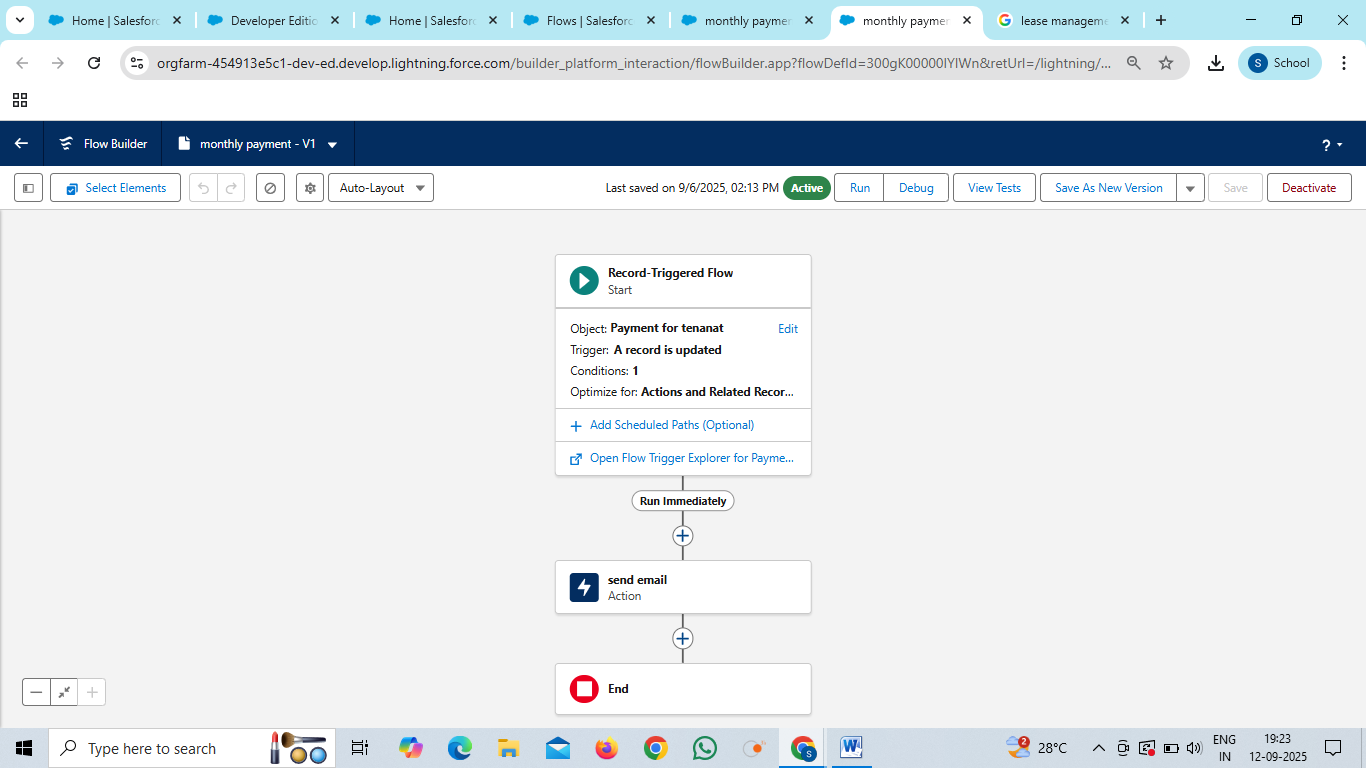 Home | Salesforc
Developer Editio
Home | Salesforc
Flows | Salesforc
monthly paymen
monthly paymen
lease manageme
orgfarm-454913e5c1-dev-ed.develop.lightning.force.com/builder_platform_interaction/flowBuilder.app?flowDefId=300gK00000IYIWn&retUrl=/lightning/...
S School
Flow Builder
monthly payment - V1
?
Select Elements
Auto-Layout
Last saved on 9/6/2025, 02:13 PM
Active
Run
Debug
View Tests
Save As New Version
Save
Deactivate
Record-Triggered Flow
Start
Object: Payment for tenanat
Edit
Trigger: A record is updated
Conditions: 1
Optimize for: Actions and Related Recor...
Add Scheduled Paths (Optional)
Open Flow Trigger Explorer for Payme...
Run Immediately
send email
Action
End
Type here to search
2
28°C
ENG
IN
19:23
12-09-2025